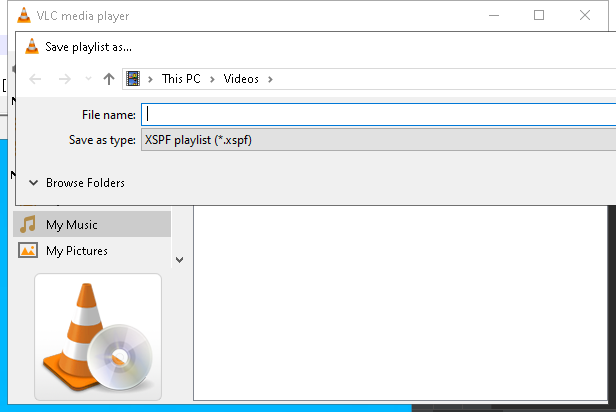 VLC media player
Save playlist as...
This PC > Videos >
File name:
Save as type: XSPF playlist (*.xspf)
Browse Folders
My Music
My Pictures